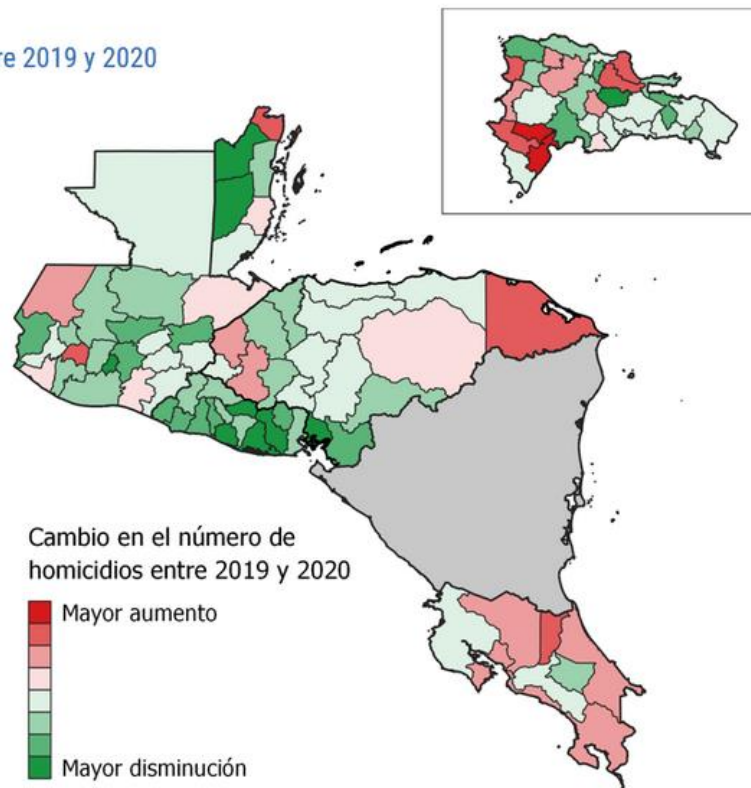 re 2019 y 2020
Cambio en el número de
homicidios entre 2019 y 2020
Mayor aumento
Mayor disminución